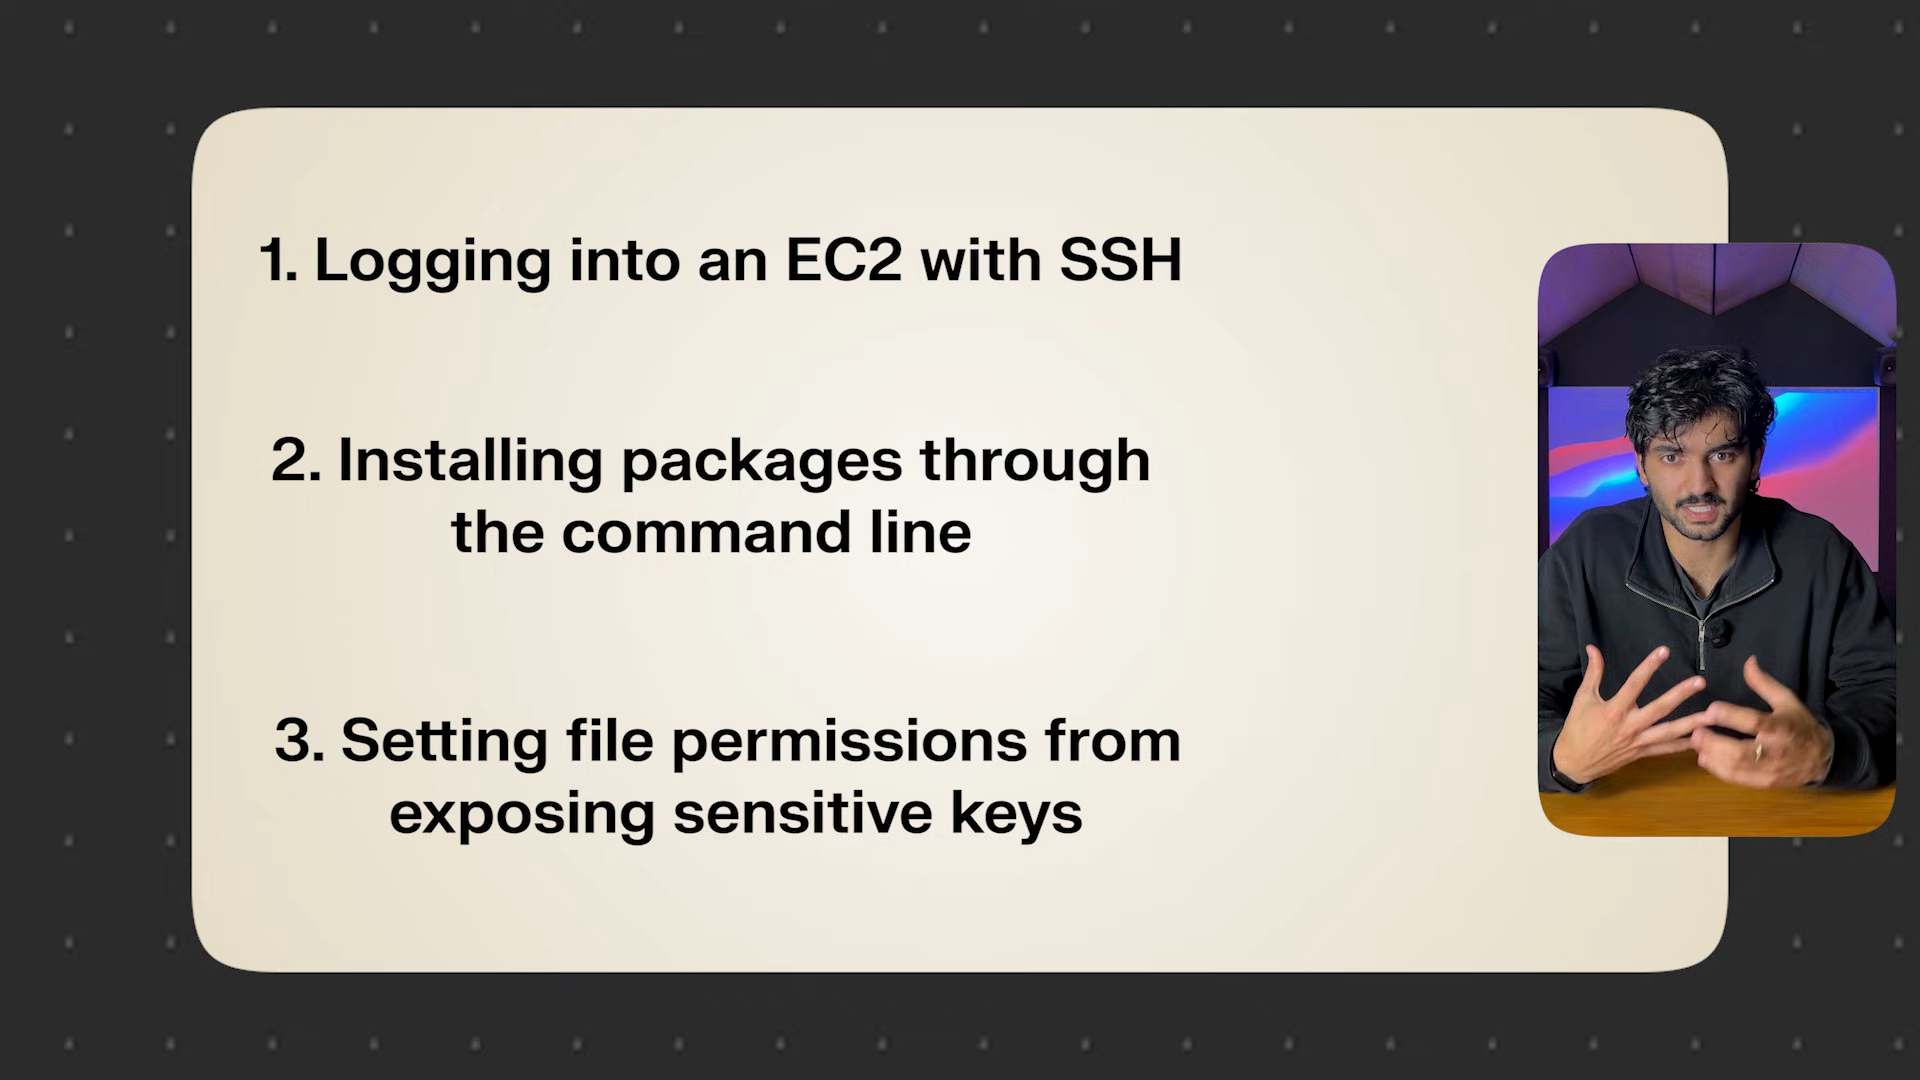 1. Logging into an EC2 with SSH
2. Installing packages through
the command line
3. Setting file permissions from
exposing sensitive keys